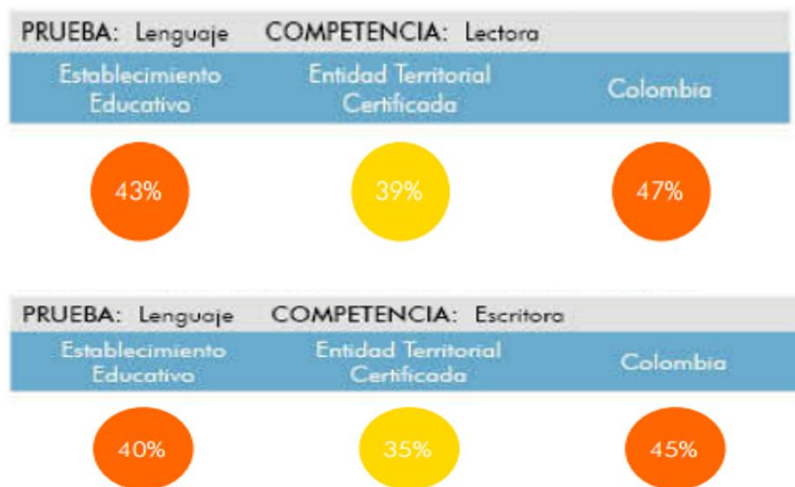 PRUEBA: Lenguaje COMPETENCIA: Lectora
Establecimiento Educativo Entidad Territorial Certificada Colombia
43% 39% 47%
PRUEBA: Lenguaje COMPETENCIA: Escritora
Establecimiento Educativo Entidad Territorial Certificada Colombia
40% 35% 45%